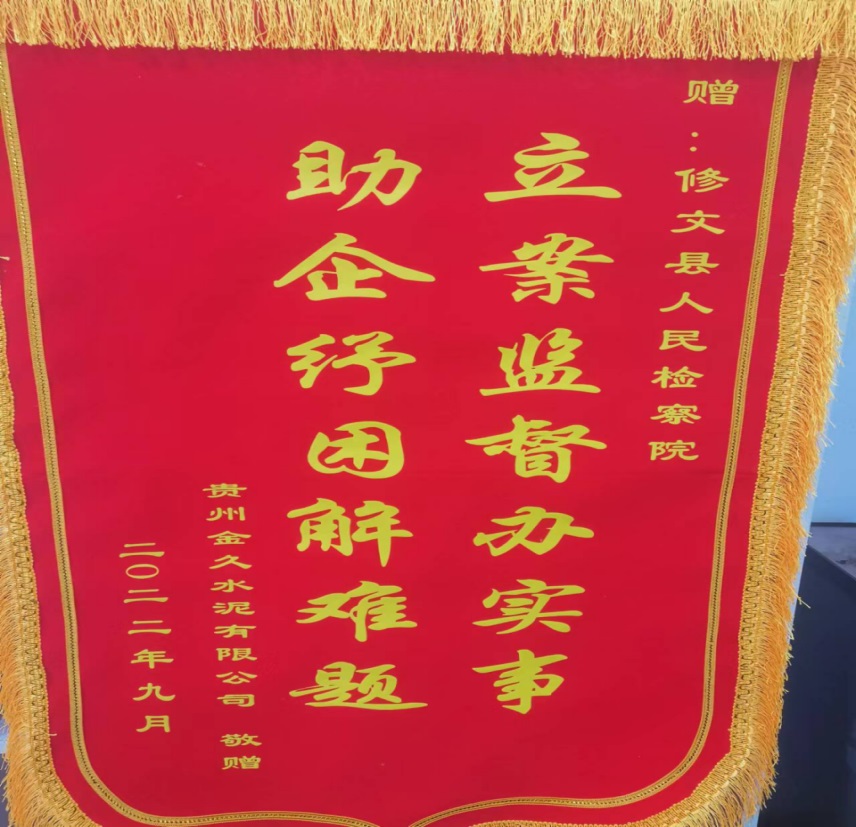 赠：修文县人民检察院
立案监督办实事
助企纾困解难题
贵州金久水泥有限公司 敬赠
二〇二二年九月